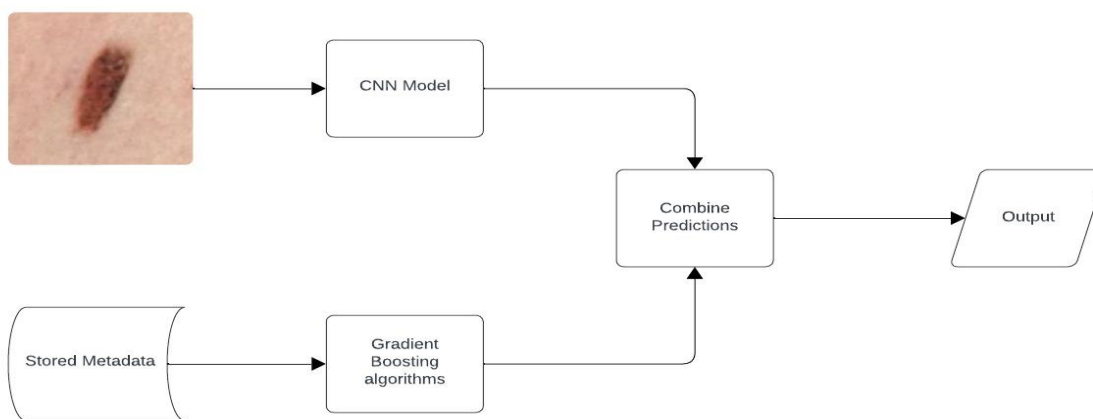 CNN Model
Combine
Predictions
Output
Stored Metadata
Gradient
Boosting
algorithms